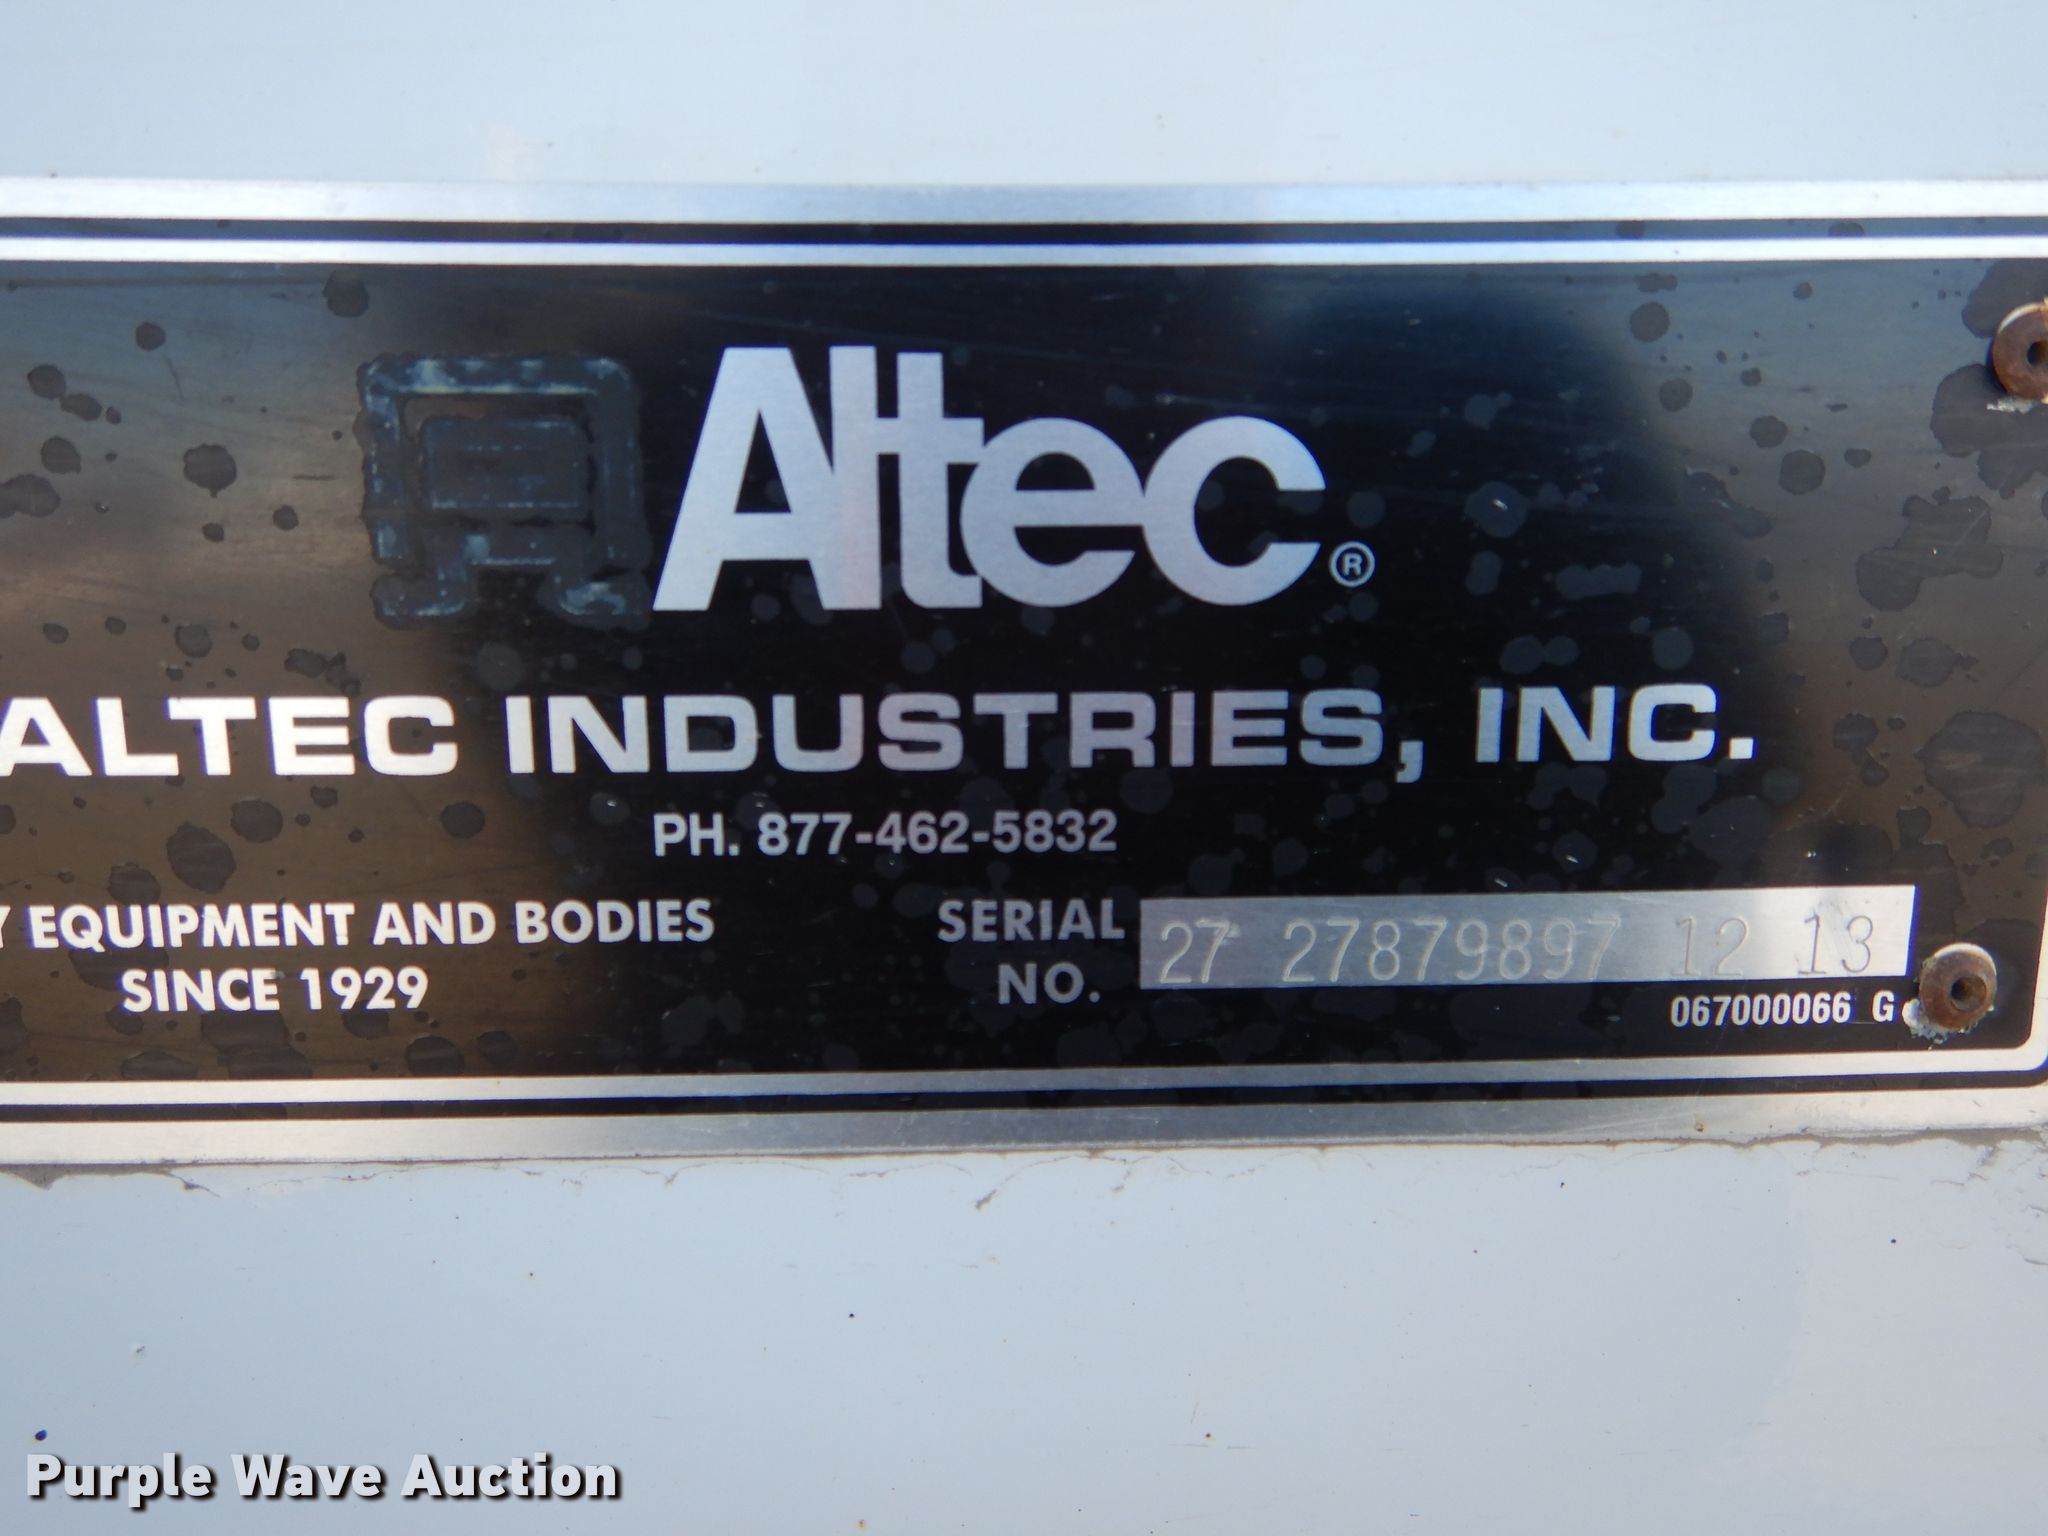 Altec®
ALTEC INDUSTRIES, INC.
PH. 877-462-5832
Y EQUIPMENT AND BODIES
SINCE 1929
SERIAL NO. 27 27879897 12 13
067000066 G
Purple Wave Auction